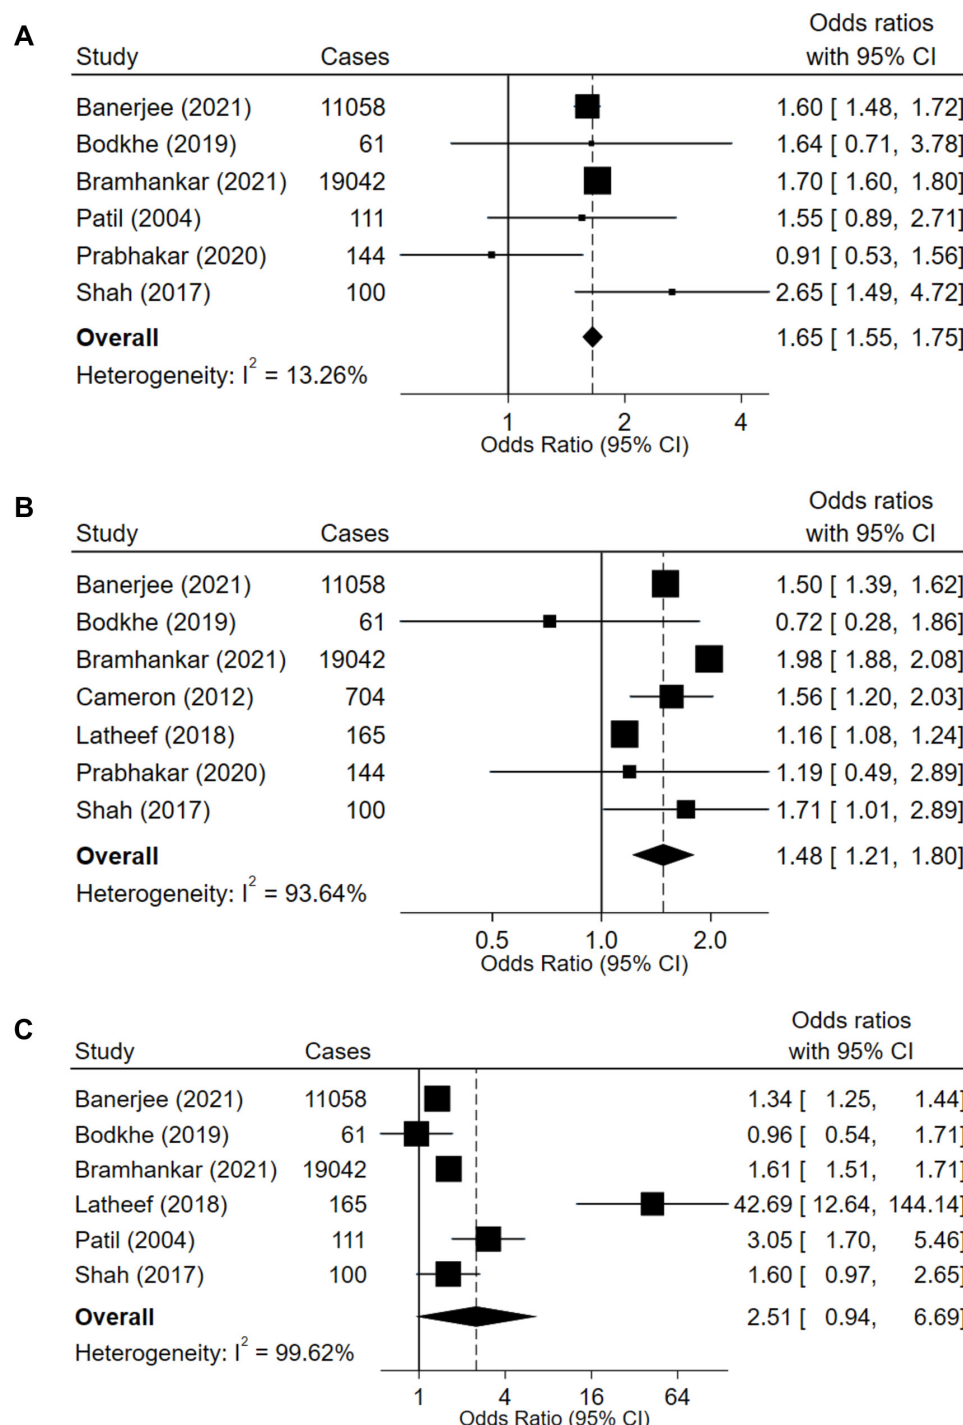 A
Odds ratios
Study Cases with 95% CI
Banerjee (2021) 11058 1.60 [ 1.48, 1.72]
Bodkhe (2019) 61 1.64 [ 0.71, 3.78]
Bramhankar (2021) 19042 1.70 [ 1.60, 1.80]
Patil (2004) 111 1.55 [ 0.89, 2.71]
Prabhakar (2020) 144 0.91 [ 0.53, 1.56]
Shah (2017) 100 2.65 [ 1.49, 4.72]
Overall 1.65 [ 1.55, 1.75]
Heterogeneity: I² = 13.26%
1 2 4
Odds Ratio (95% CI)
B
Odds ratios
Study Cases with 95% CI
Banerjee (2021) 11058 1.50 [ 1.39, 1.62]
Bodkhe (2019) 61 0.72 [ 0.28, 1.86]
Bramhankar (2021) 19042 1.98 [ 1.88, 2.08]
Cameron (2012) 704 1.56 [ 1.20, 2.03]
Latheef (2018) 165 1.16 [ 1.08, 1.24]
Prabhakar (2020) 144 1.19 [ 0.49, 2.89]
Shah (2017) 100 1.71 [ 1.01, 2.89]
Overall 1.48 [ 1.21, 1.80]
Heterogeneity: I² = 93.64%
0.5 1.0 2.0
Odds Ratio (95% CI)
C
Odds ratios
Study Cases with 95% CI
Banerjee (2021) 11058 1.34 [ 1.25, 1.44]
Bodkhe (2019) 61 0.96 [ 0.54, 1.71]
Bramhankar (2021) 19042 1.61 [ 1.51, 1.71]
Latheef (2018) 165 42.69 [ 12.64, 144.14]
Patil (2004) 111 3.05 [ 1.70, 5.46]
Shah (2017) 100 1.60 [ 0.97, 2.65]
Overall 2.51 [ 0.94, 6.69]
Heterogeneity: I² = 99.62%
1 4 16 64
Odds Ratio (95% CI)